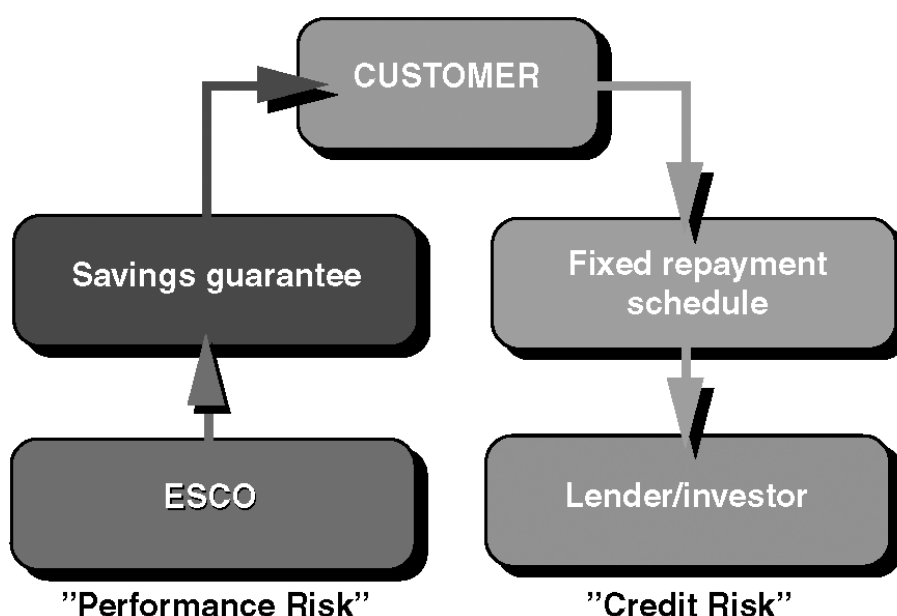 CUSTOMER
Savings guarantee
Fixed repayment
schedule
ESCO
Lender/investor
”Performance Risk"
”Credit Risk"